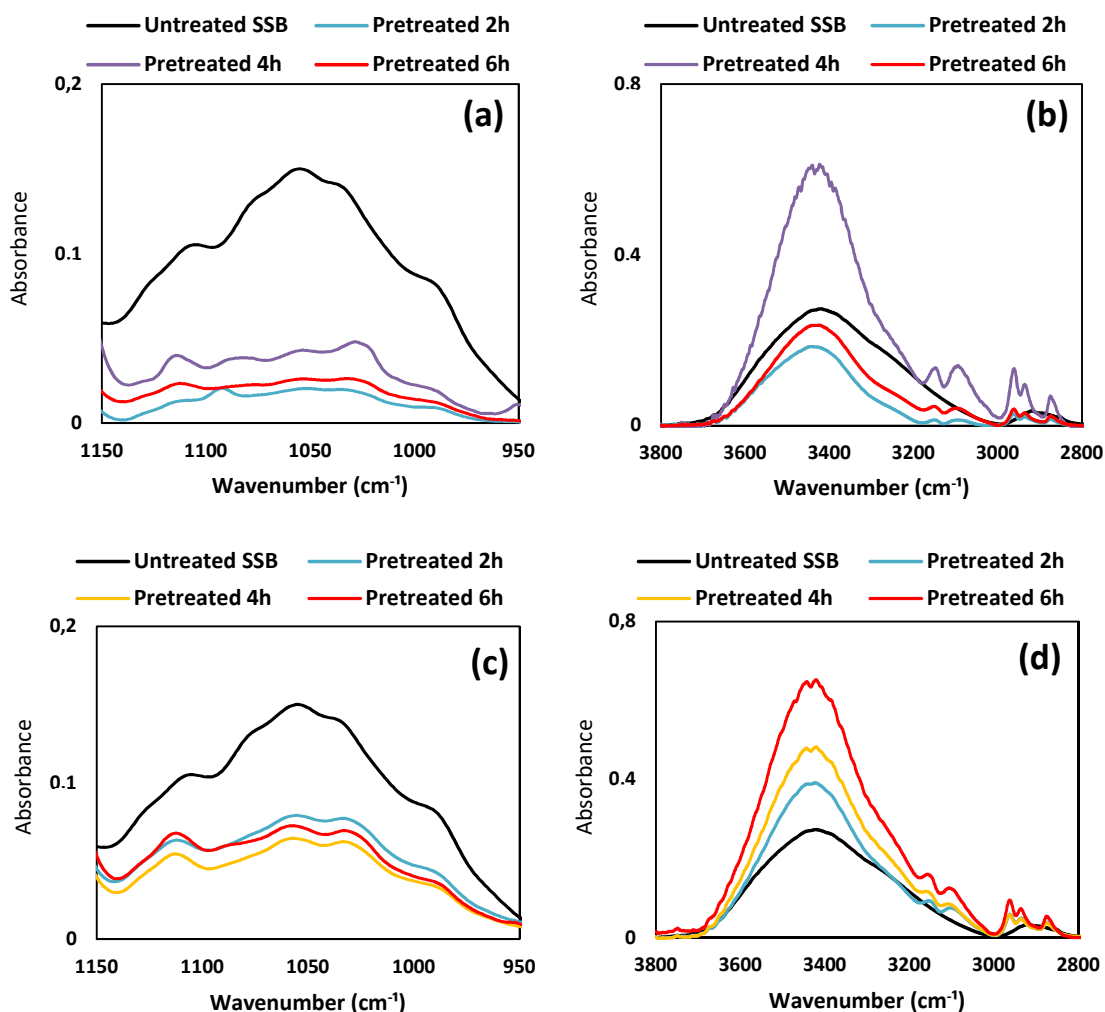 Untreated SSB Pretreated 2h
Pretreated 4h Pretreated 6h
0,2
0.1
0
1150 1100 1050 1000 950
Absorbance
Wavenumber (cm⁻¹)
(a)
Untreated SSB Pretreated 2h
Pretreated 4h Pretreated 6h
0.8
0.4
0
3800 3600 3400 3200 3000 2800
Absorbance
Wavenumber (cm⁻¹)
(b)
Untreated SSB Pretreated 2h
Pretreated 4h Pretreated 6h
0,2
0.1
0
1150 1100 1050 1000 950
Absorbance
Wavenumber (cm⁻¹)
(c)
Untreated SSB Pretreated 2h
Pretreated 4h Pretreated 6h
0,8
0.4
0
3800 3600 3400 3200 3000 2800
Absorbance
Wavenumber (cm⁻¹)
(d)